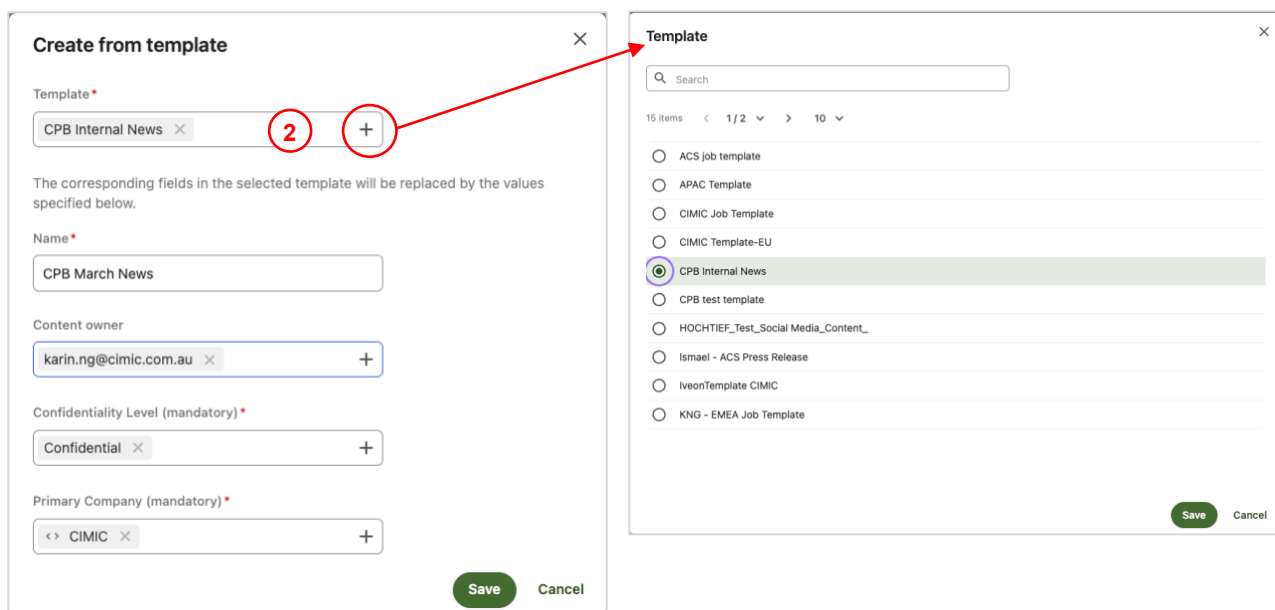 Create from template
Template*
CPB Internal News
2
The corresponding fields in the selected template will be replaced by the values
specified below.
Name*
CPB March News
Content owner
karin.ng@cimic.com.au
Confidentiality Level (mandatory)*
Confidential
Primary Company (mandatory)*
CIMIC
Save Cancel
Template
Search
15 items 1/2 10
ACS job template
APAC Template
CIMIC Job Template
CIMIC Template-EU
CPB Internal News
CPB test template
HOCHTIEF_Test_Social Media_Content_
Ismael - ACS Press Release
IveonTemplate CIMIC
KNG - EMEA Job Template
Save Cancel